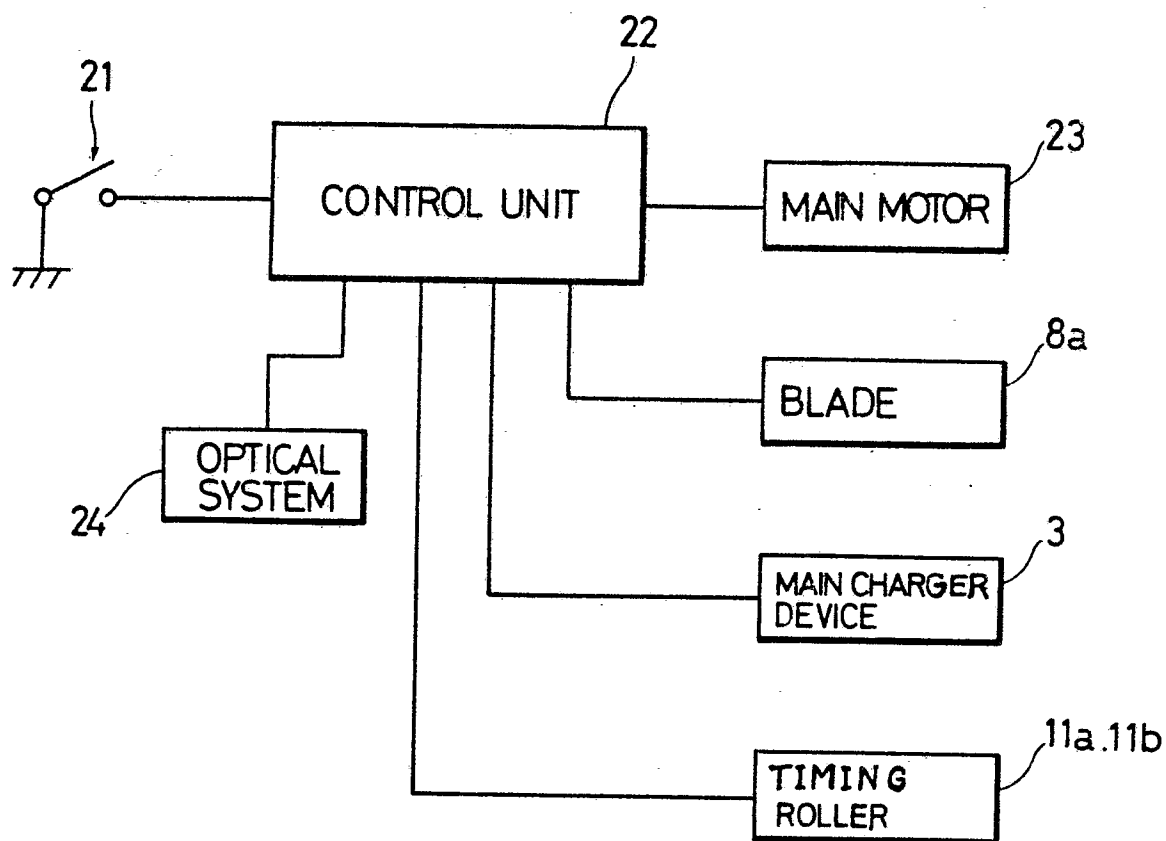 22
21
23
CONTROL UNIT
MAIN MOTOR
8a
BLADE
OPTICAL
SYSTEM
24
3
MAIN CHARGER
DEVICE
11a.11b
TIMING
ROLLER